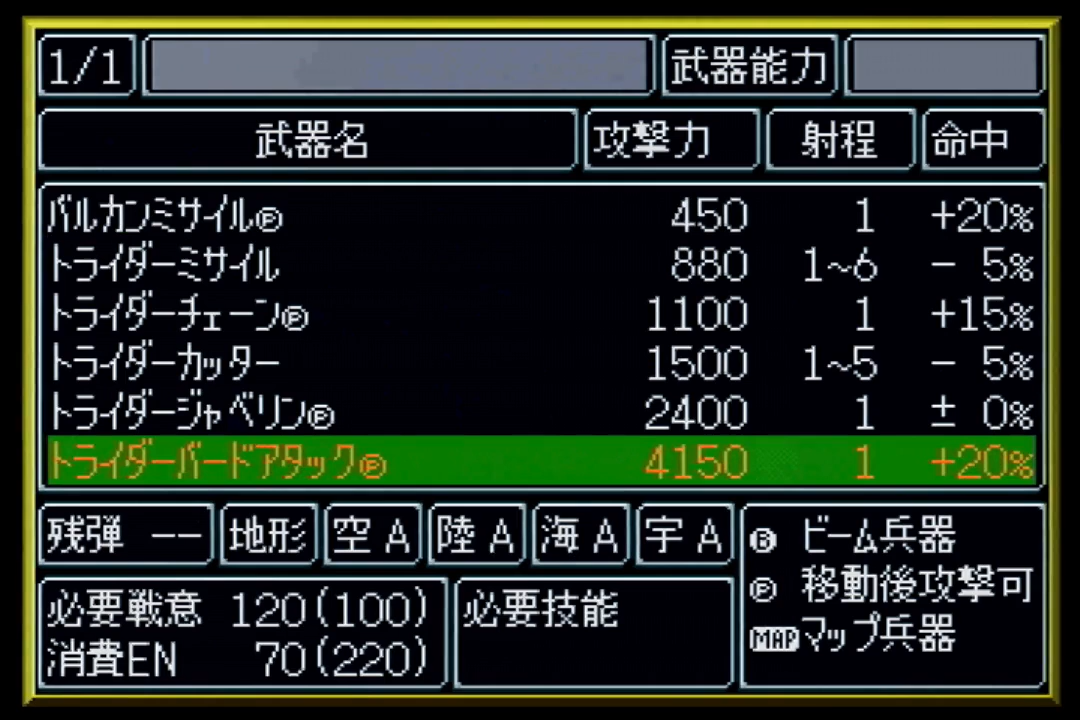 1/1 武器能力
武器名 攻撃力 射程 命中
バルカンミサイルⓅ 450 1 +20%
トライダーミサイル 880 1~6 - 5%
トライダーチェーンⓅ 1100 1 +15%
トライダーカッター 1500 1~5 - 5%
トライダージャベリンⓅ 2400 1 ± 0%
トライダーバードアタックⓅ 4150 1 +20%
残弾 -- 地形 空 A 陸 A 海 A 宇 A
必要戦意 120(100) 必要技能
消費EN 70(220)
Ⓑ ビーム兵器
Ⓟ 移動後攻撃可
MAP マップ兵器